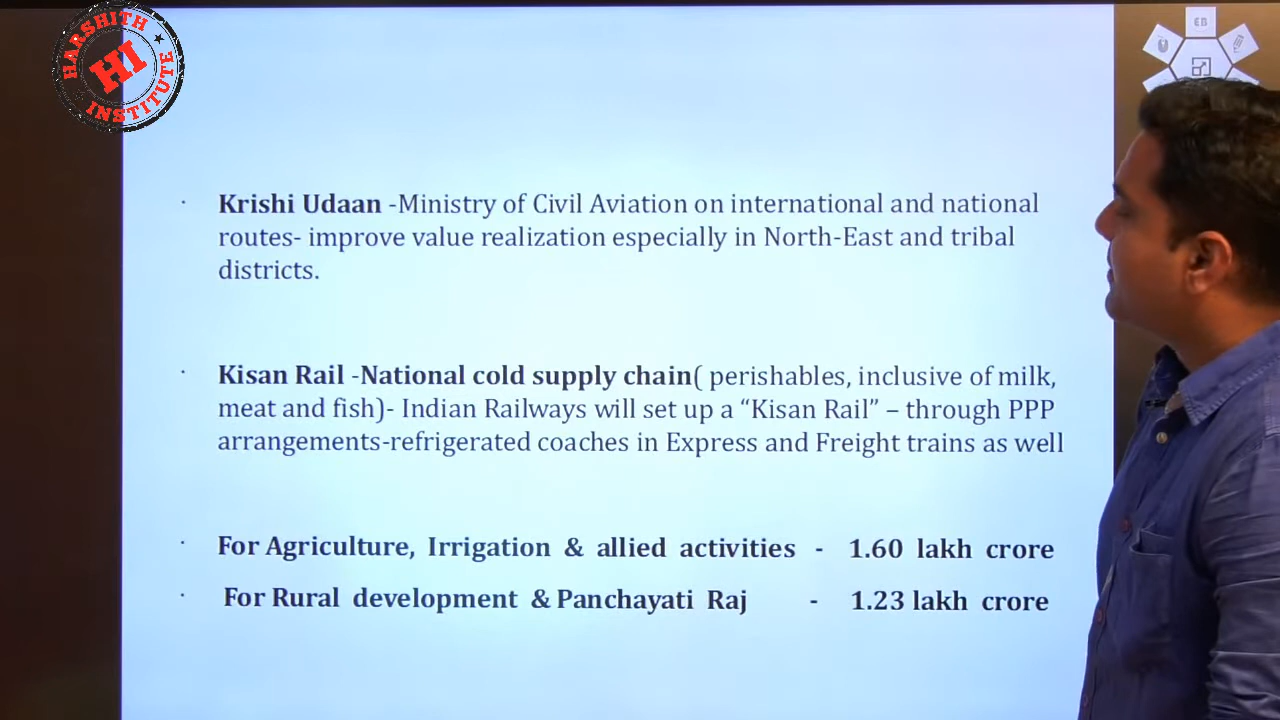 HARSHITH
HI
INSTITUTE
EB
Krishi Udaan -Ministry of Civil Aviation on international and national
routes- improve value realization especially in North-East and tribal
districts.
Kisan Rail -National cold supply chain( perishables, inclusive of milk,
meat and fish)- Indian Railways will set up a “Kisan Rail” – through PPP
arrangements-refrigerated coaches in Express and Freight trains as well
For Agriculture, Irrigation & allied activities - 1.60 lakh crore
For Rural development & Panchayati Raj - 1.23 lakh crore